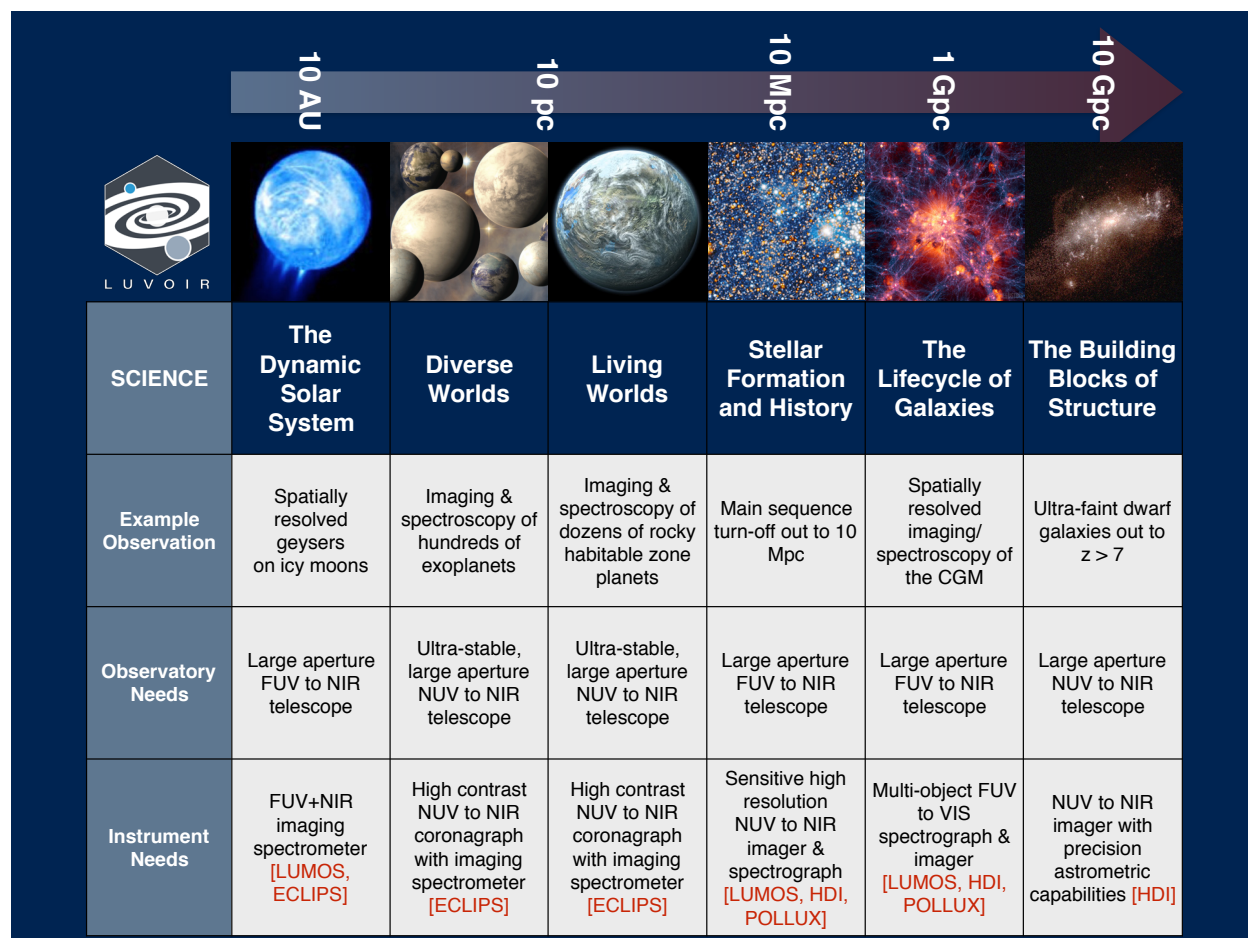 10 AU
10 pc
10 Mpc
1 Gpc
10 Gpc
LUVOIR
SCIENCE
The
Dynamic
Solar
System
Diverse
Worlds
Living
Worlds
Stellar
Formation
and History
The
Lifecycle of
Galaxies
The Building
Blocks of
Structure
Example
Observation
Spatially
resolved
geysers
on icy moons
Imaging &
spectroscopy of
hundreds of
exoplanets
Imaging &
spectroscopy of
dozens of rocky
habitable zone
planets
Main sequence
turn-off out to 10
Mpc
Spatially
resolved
imaging/
spectroscopy of
the CGM
Ultra-faint dwarf
galaxies out to
z > 7
Observatory
Needs
Large aperture
FUV to NIR
telescope
Ultra-stable,
large aperture
NUV to NIR
telescope
Ultra-stable,
large aperture
NUV to NIR
telescope
Large aperture
FUV to NIR
telescope
Large aperture
FUV to NIR
telescope
Large aperture
NUV to NIR
telescope
Instrument
Needs
FUV+NIR
imaging
spectrometer
[LUMOS,
ECLIPS]
High contrast
NUV to NIR
coronagraph
with imaging
spectrometer
[ECLIPS]
High contrast
NUV to NIR
coronagraph
with imaging
spectrometer
[ECLIPS]
Sensitive high
resolution
NUV to NIR
imager &
spectrograph
[LUMOS, HDI,
POLLUX]
Multi-object FUV
to VIS
spectrograph &
imager
[LUMOS, HDI,
POLLUX]
NUV to NIR
imager with
precision
astrometric
capabilities [HDI]